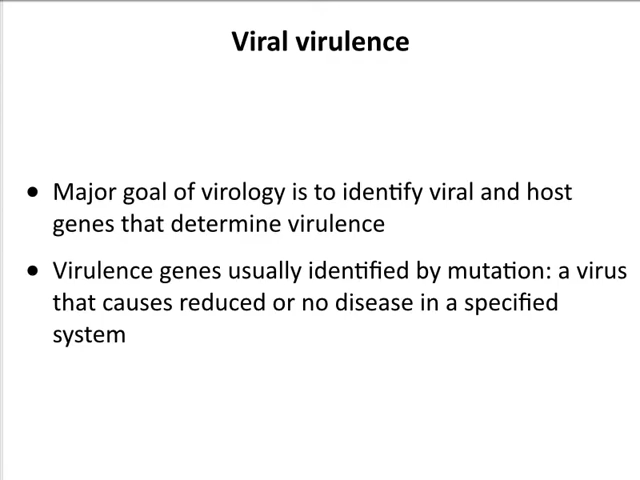 Viral virulence
• Major goal of virology is to identify viral and host
genes that determine virulence
• Virulence genes usually identified by mutation: a virus
that causes reduced or no disease in a specified
system